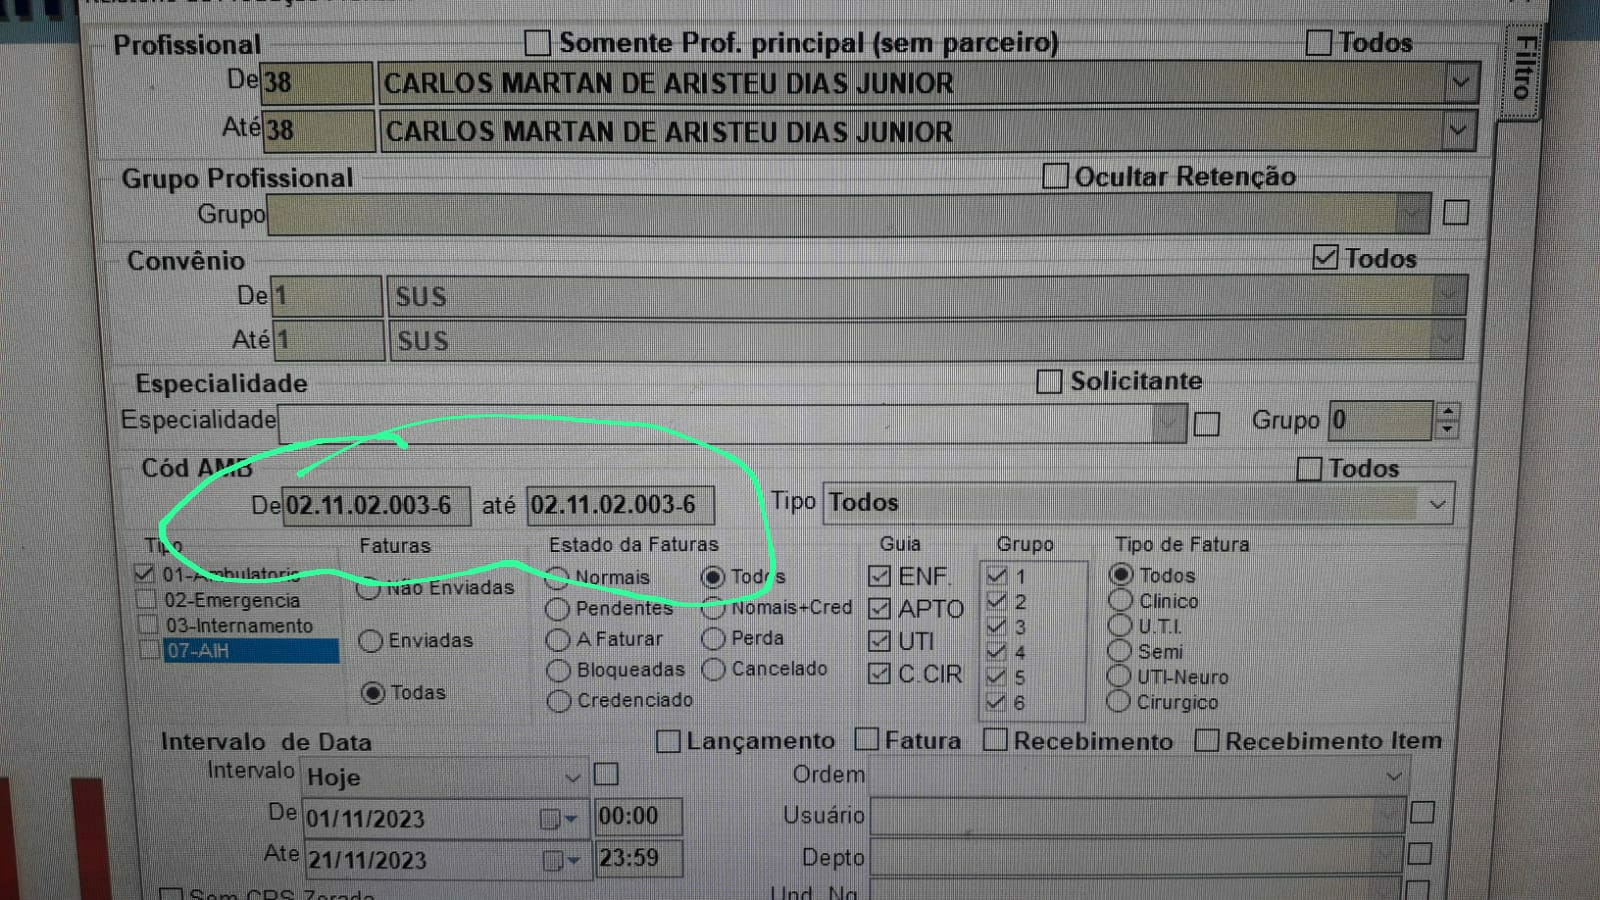 Profissional Somente Prof. principal (sem parceiro) Todos
Filtro
De 38 CARLOS MARTAN DE ARISTEU DIAS JUNIOR
Até 38 CARLOS MARTAN DE ARISTEU DIAS JUNIOR
Grupo Profissional Ocultar Retenção
Grupo
Convênio Todos
De 1 SUS
Até 1 SUS
Especialidade Solicitante
Especialidade Grupo 0
Cód AMB Todos
De 02.11.02.003-6 até 02.11.02.003-6 Tipo Todos
Tipo Faturas Estado da Faturas Guia Grupo Tipo de Fatura
01-Ambulatorio Não Enviadas Normais Todos ENF. 1 Todos
02-Emergencia Pendentes Nomais+Cred APTO 2 Clinico
03-Internamento Enviadas A Faturar Perda UTI 3 U.T.I.
07-AIH Bloqueadas Cancelado C.CIR 4 Semi
Todas Credenciado 5 UTI-Neuro
6 Cirurgico
Intervalo de Data Lançamento Fatura Recebimento Recebimento Item
Intervalo Hoje Ordem
De 01/11/2023 00:00 Usuário
Ate 21/11/2023 23:59 Depto